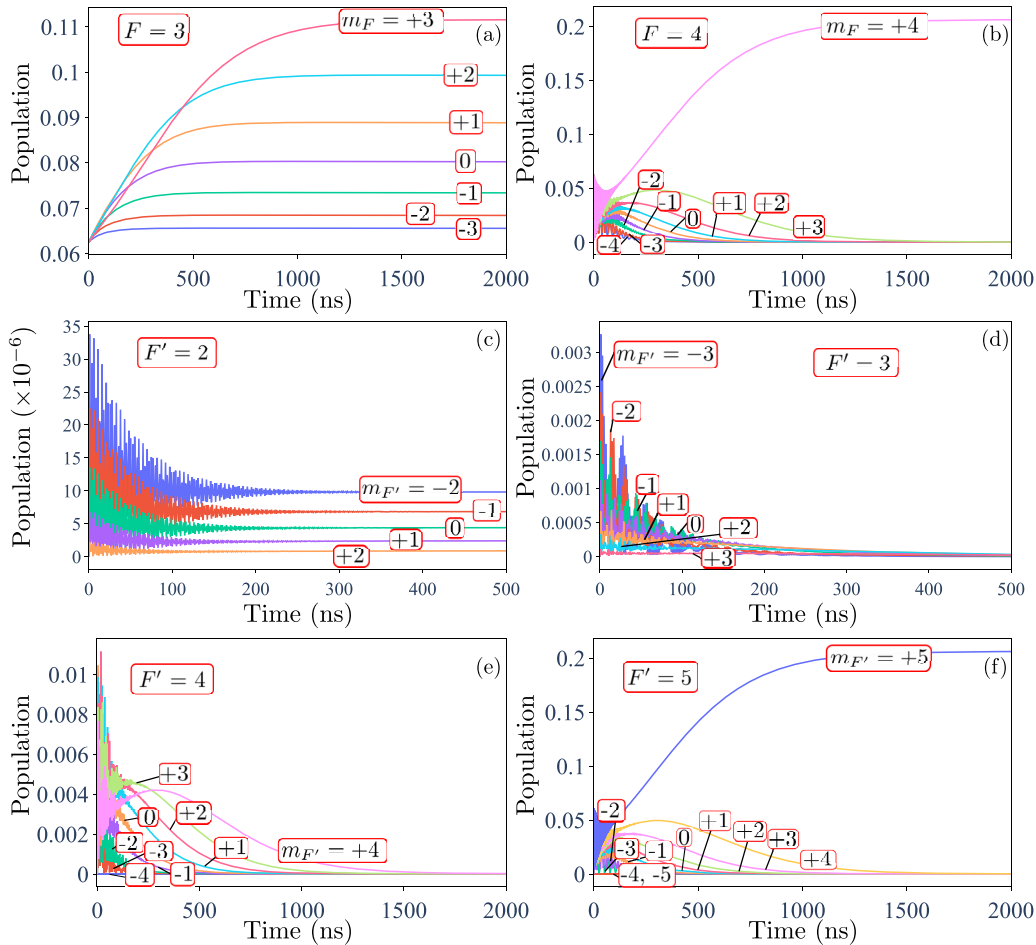 F = 3
m_F = +3
(a)
+2
+1
0
-1
-2
-3
0.11
0.1
0.09
0.08
0.07
0.06
Population
0 500 1000 1500 2000
Time (ns)
F = 4
m_F = +4
(b)
-2
-1
0
+1
+2
+3
-4
-3
0.2
0.15
0.1
0.05
0
Population
0 500 1000 1500 2000
Time (ns)
F′ = 2
(c)
m_F′ = −2
-1
0
+1
+2
35
30
25
20
15
10
5
0
Population (×10⁻⁶)
0 100 200 300 400 500
Time (ns)
m_F′ = −3
F′ − 3
(d)
-2
-1
+1
0
+2
+3
0.003
0.0025
0.002
0.0015
0.001
0.0005
0
Population
0 100 200 300 400 500
Time (ns)
F′ = 4
(e)
+3
0
+2
-2
-3
+1
m_F′ = +4
-4
-1
0.01
0.008
0.006
0.004
0.002
0
Population
0 500 1000 1500 2000
Time (ns)
F′ = 5
m_F′ = +5
(f)
-2
-3
-1
0
+1
+2
+3
+4
-4, -5
0.2
0.15
0.1
0.05
0
Population
0 500 1000 1500 2000
Time (ns)